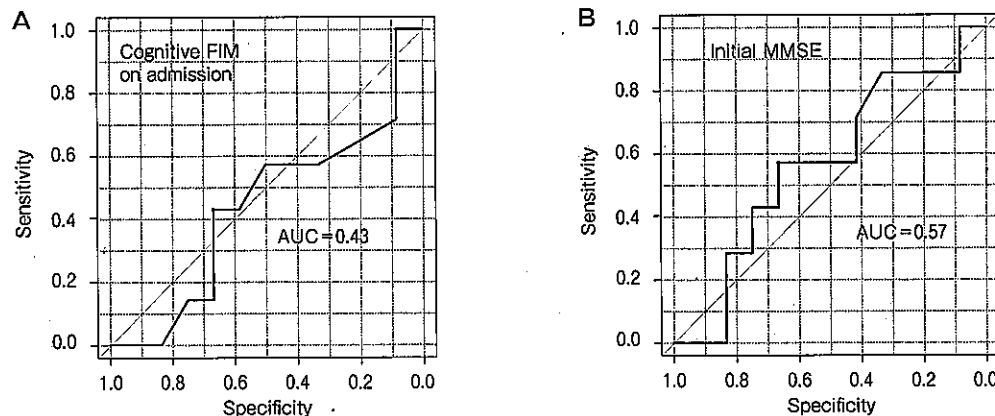 A
Cognitive FIM
on admission
AUC=0.43
Sensitivity
1.0
0.8
0.6
0.4
0.2
0.0
1.0 0.8 0.6 0.4 0.2 0.0
Specificity
B
Initial MMSE
AUC=0.57
Sensitivity
1.0
0.8
0.6
0.4
0.2
0.0
1.0 0.8 0.6 0.4 0.2 0.0
Specificity